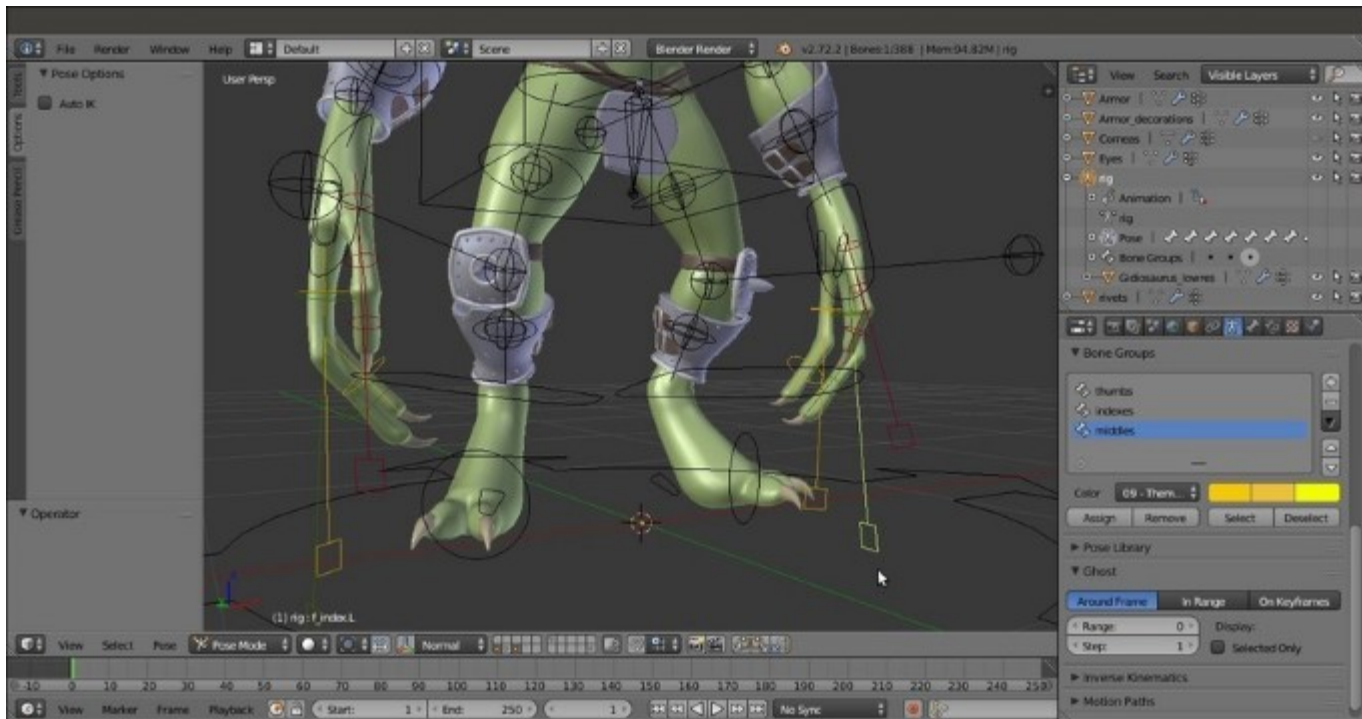 File Render Window Help Default Scene Blender Render v2.72.2 | Bones:1/388 | Mem:94.82M | rig
Tools
Options
Grease Pencil
Pose Options
Auto IK
Operator
User Persp
(1) rig : f_index.L
View Search Visible Layers
Armor
Armor_decorations
Corneas
Eyes
rig
Animation
rig
Pose
Bone Groups
Gidiosaurus_lowres
rivets
Bone Groups
thumbs
indexes
middles
Color 09 - Them...
Assign Remove Select Deselect
Pose Library
Ghost
Around Frame In Range On Keyframes
Range: 0 Display:
Step: 1 Selected Only
Inverse Kinematics
Motion Paths
View Select Pose Pose Mode Normal
-10 0 10 20 30 40 50 60 70 80 90 100 110 120 130 140 150 160 170 180 190 200 210 220 230 240 250
View Marker Frame Playback Start: 1 End: 250 1 No Sync